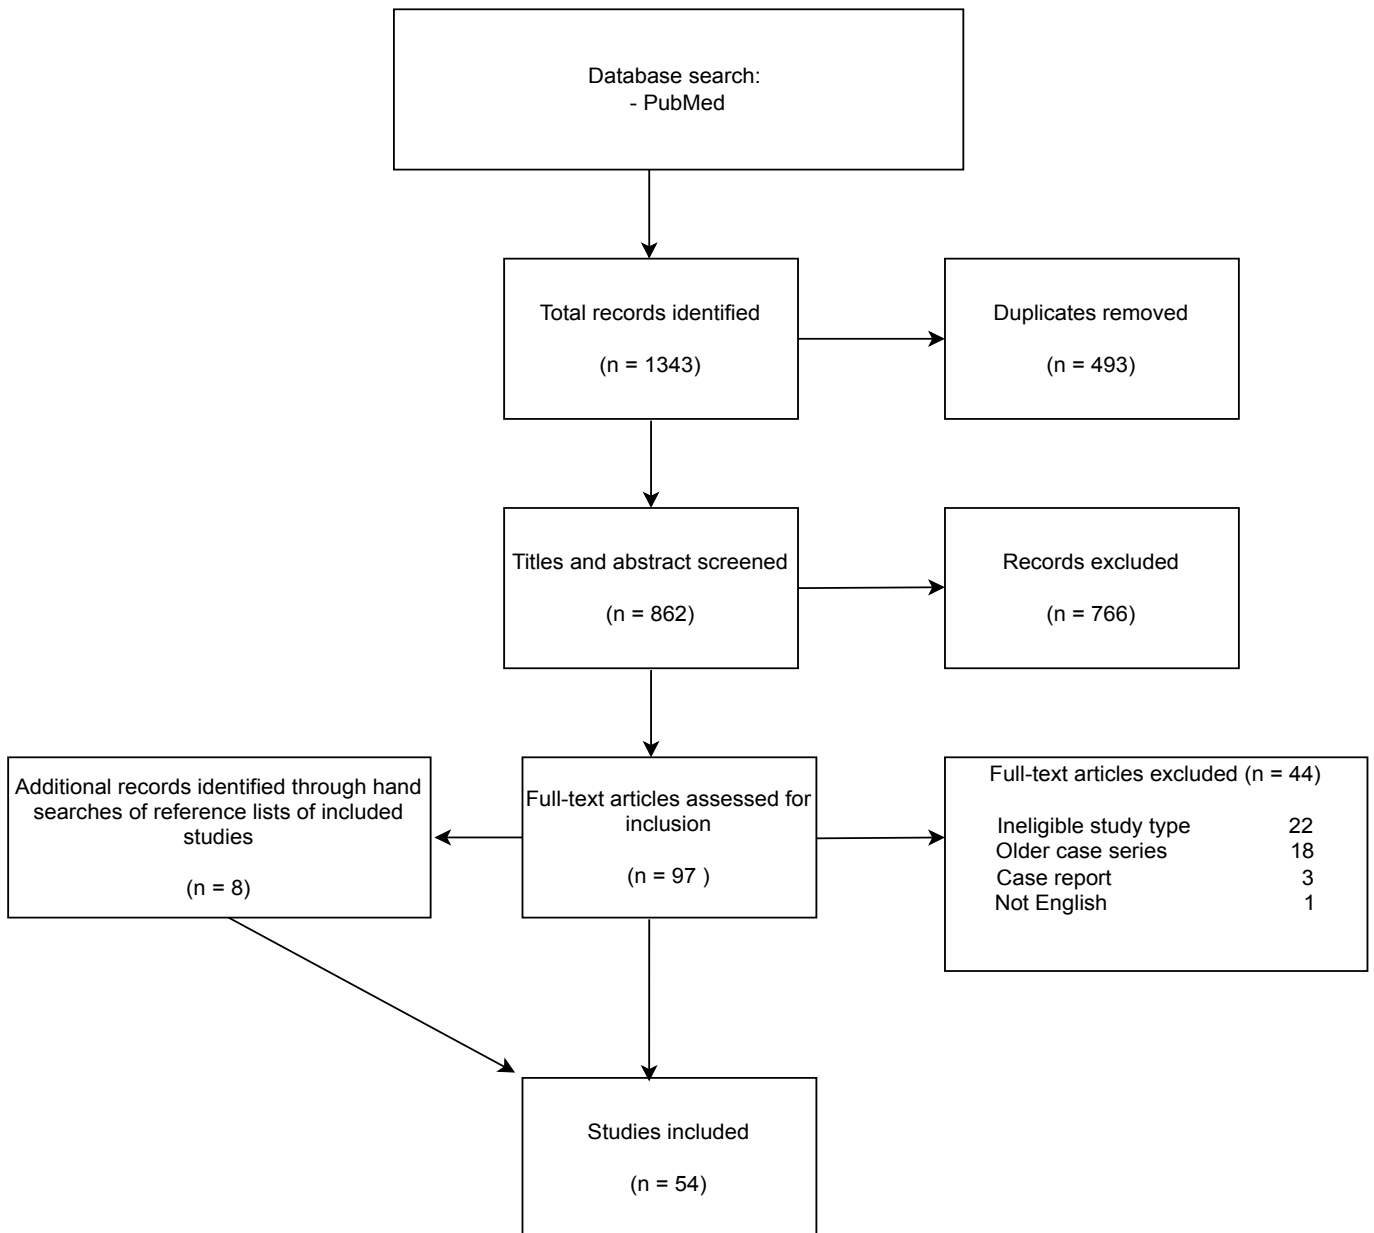 Database search:
- PubMed
Total records identified
(n = 1343)
Duplicates removed
(n = 493)
Titles and abstract screened
(n = 862)
Records excluded
(n = 766)
Additional records identified through hand
searches of reference lists of included
studies
(n = 8)
Full-text articles assessed for
inclusion
(n = 97 )
Full-text articles excluded (n = 44)
Ineligible study type 22
Older case series 18
Case report 3
Not English 1
Studies included
(n = 54)